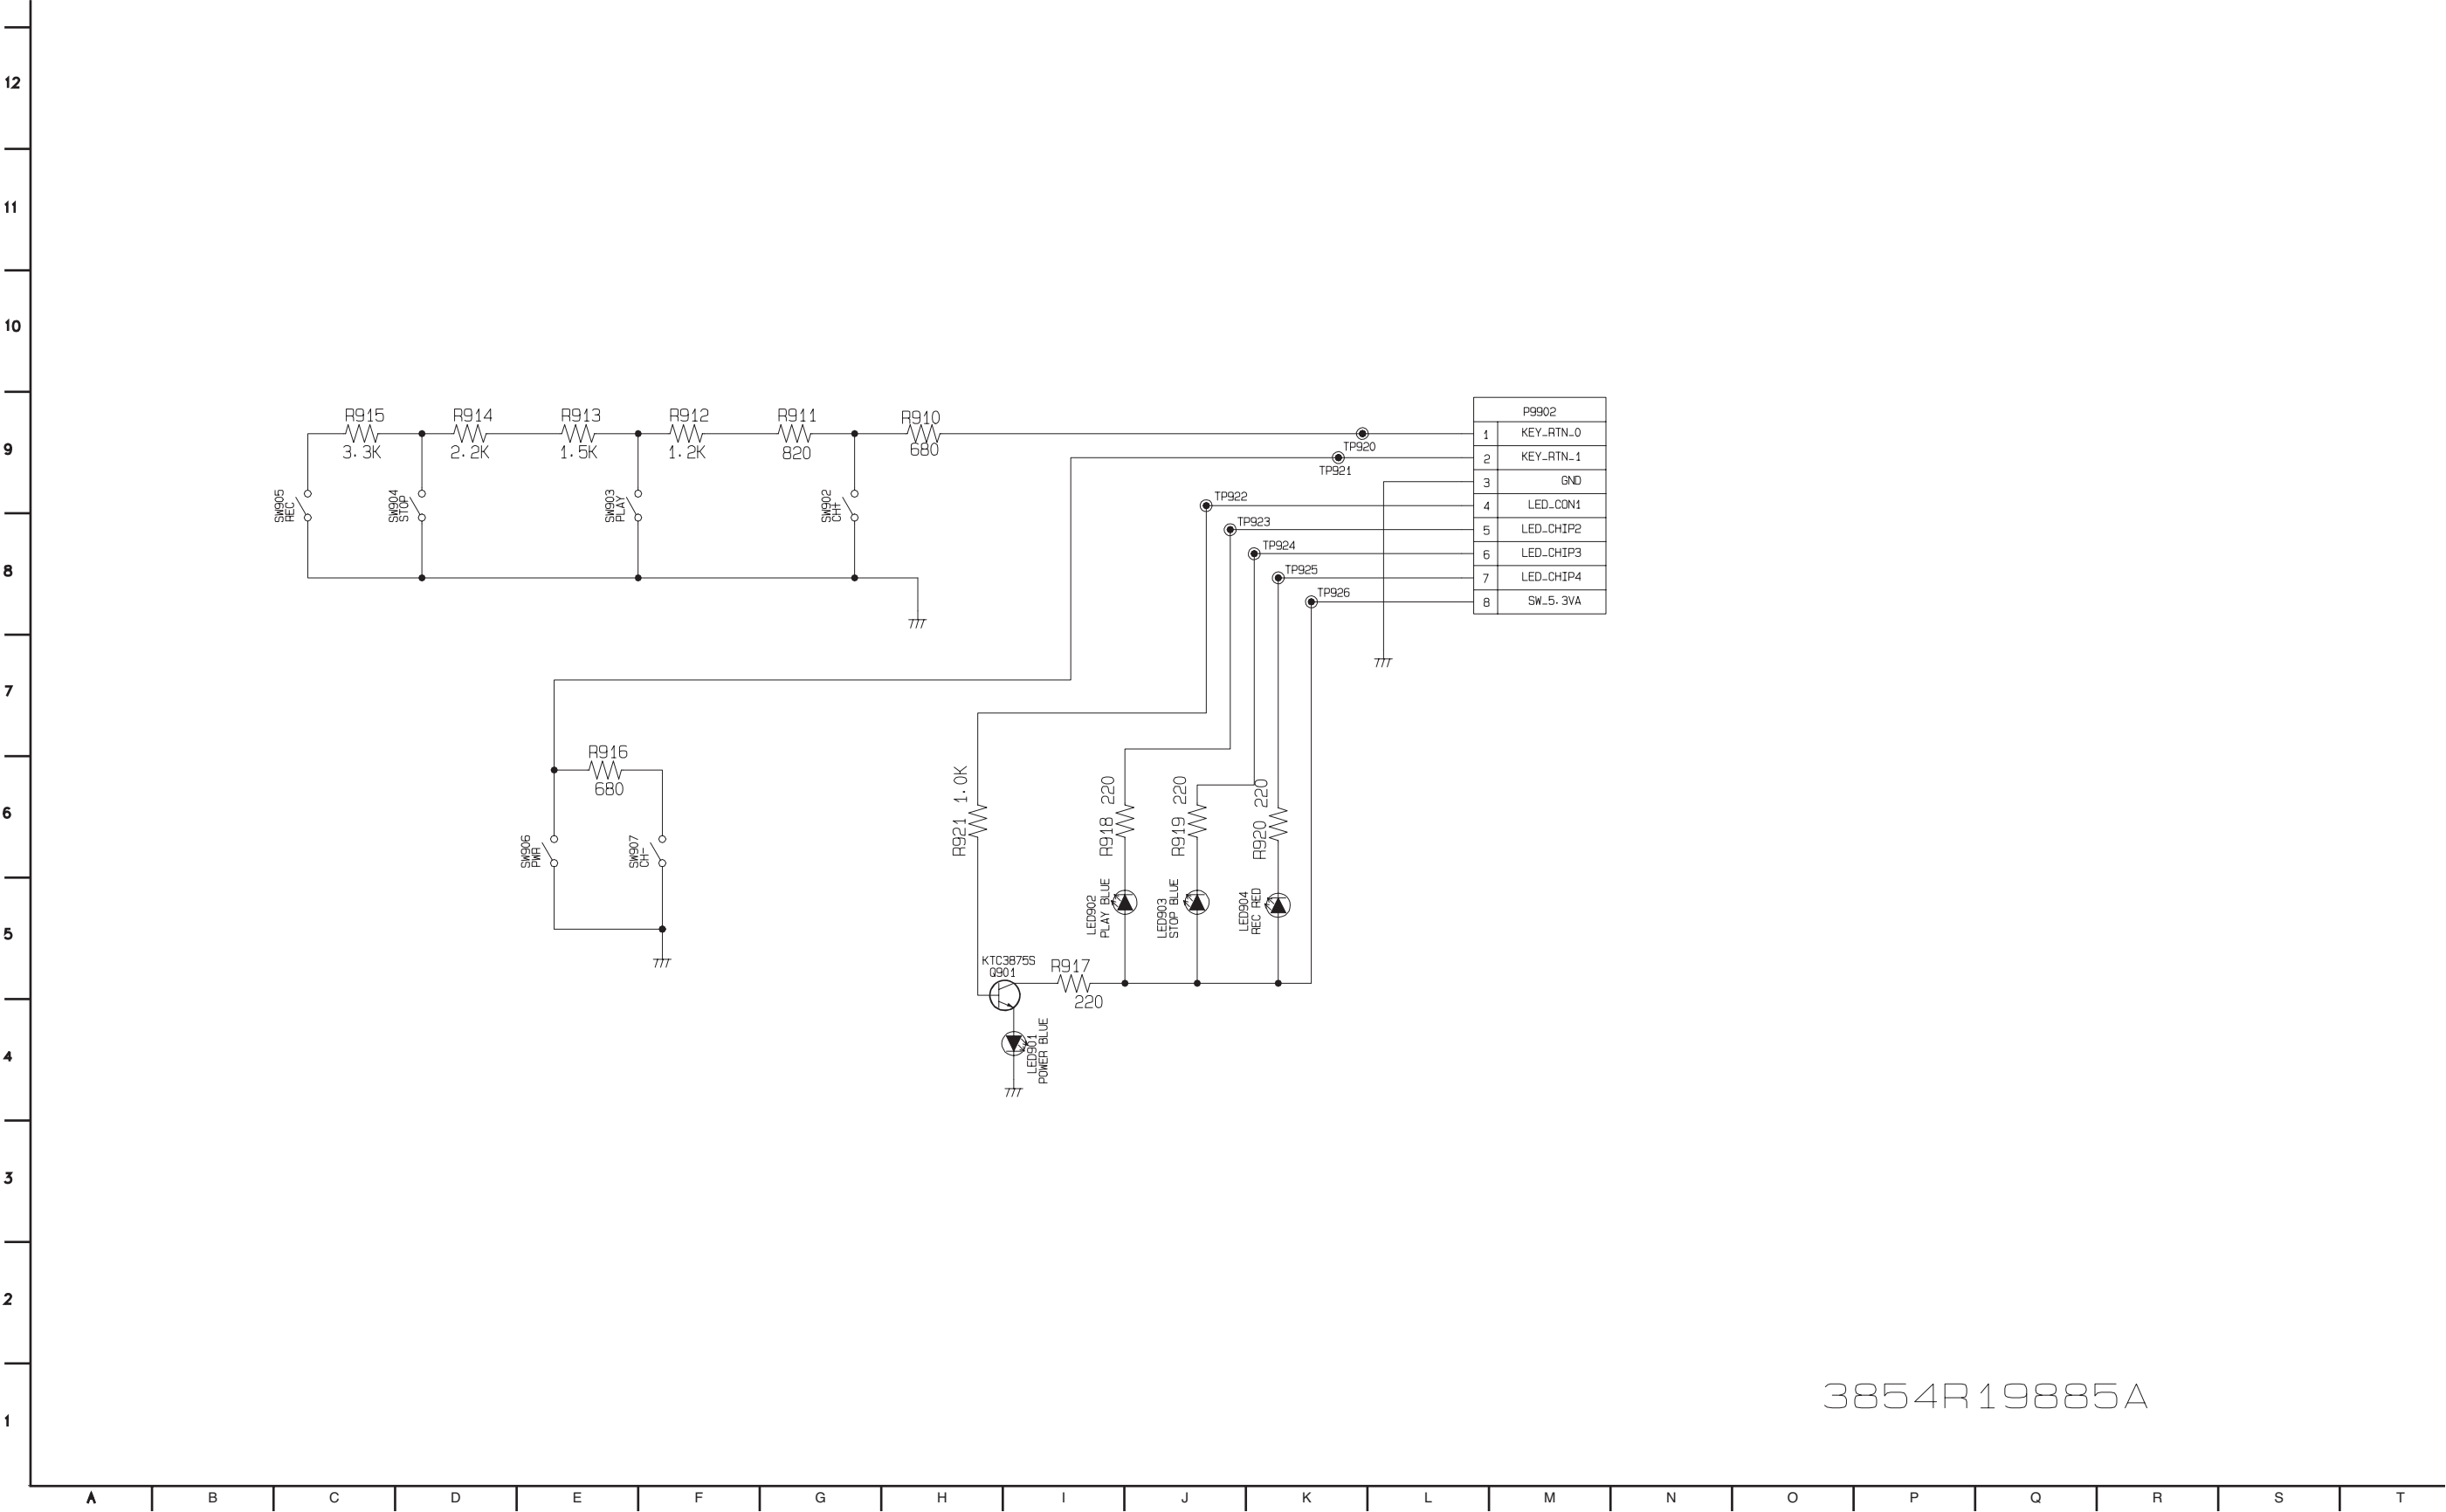 12
11
10
9
8
7
6
5
4
3
2
1
R915
3.3K
R914
2.2K
R913
1.5K
R912
1.2K
R911
820
R910
680
SW905
REC
SW904
STOP
SW903
PLAY
SW902
CH+
TP920
TP921
TP922
TP923
TP924
TP925
TP926
P9902
1 KEY_RTN_0
2 KEY_RTN_1
3 GND
4 LED_CON1
5 LED_CHIP2
6 LED_CHIP3
7 LED_CHIP4
8 SW_5.3VA
R916
680
SW906
PWR
SW907
CH-
R921 1.0K
R918 220
R919 220
R920 220
LED902
PLAY BLUE
LED903
STOP BLUE
LED904
REC RED
KTC3875S
Q901
R917
220
LED901
POWER BLUE
3854R19885A
A B C D E F G H I J K L M N O P Q R S T